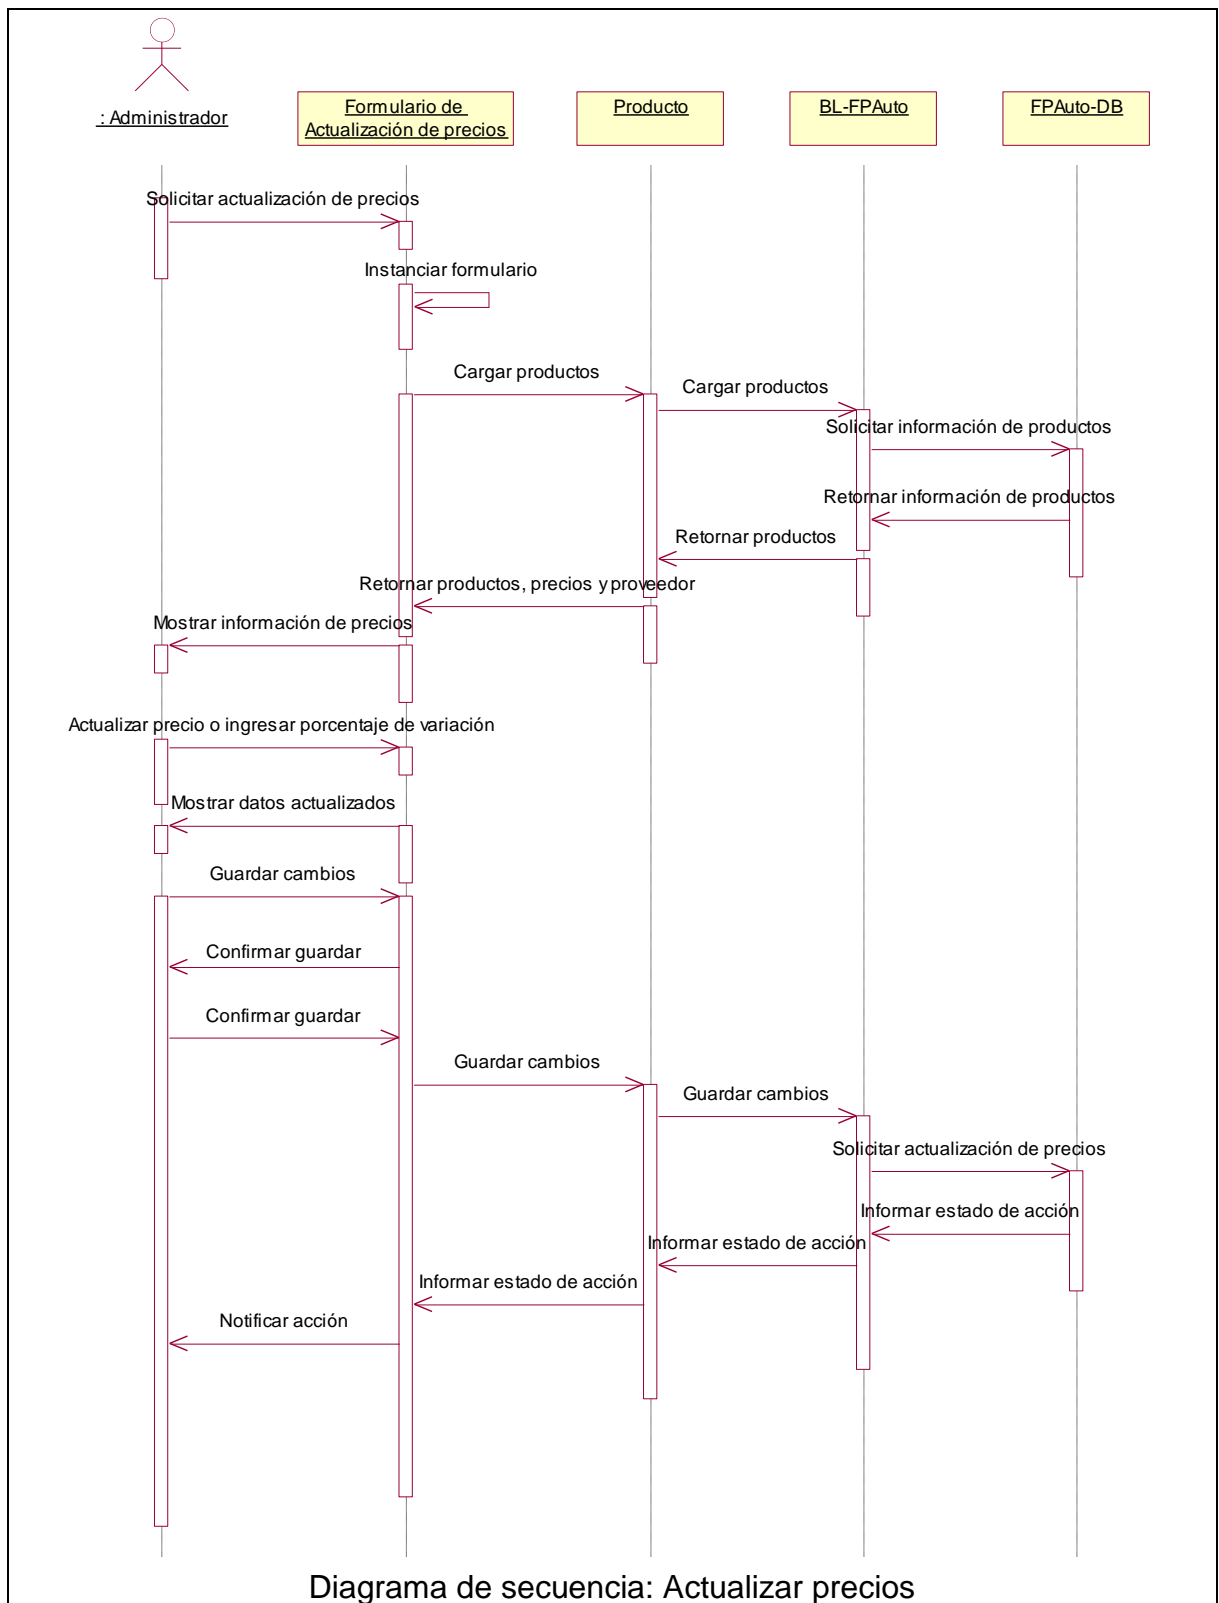 : Administrador
Formulario de
Actualización de precios
Producto
BL-FPAuto
FPAuto-DB
Solicitar actualización de precios
Instanciar formulario
Cargar productos
Cargar productos
Solicitar información de productos
Retornar información de productos
Retornar productos
Retornar productos, precios y proveedor
Mostrar información de precios
Actualizar precio o ingresar porcentaje de variación
Mostrar datos actualizados
Guardar cambios
Confirmar guardar
Confirmar guardar
Guardar cambios
Guardar cambios
Solicitar actualización de precios
Informar estado de acción
Informar estado de acción
Informar estado de acción
Notificar acción
Diagrama de secuencia: Actualizar precios